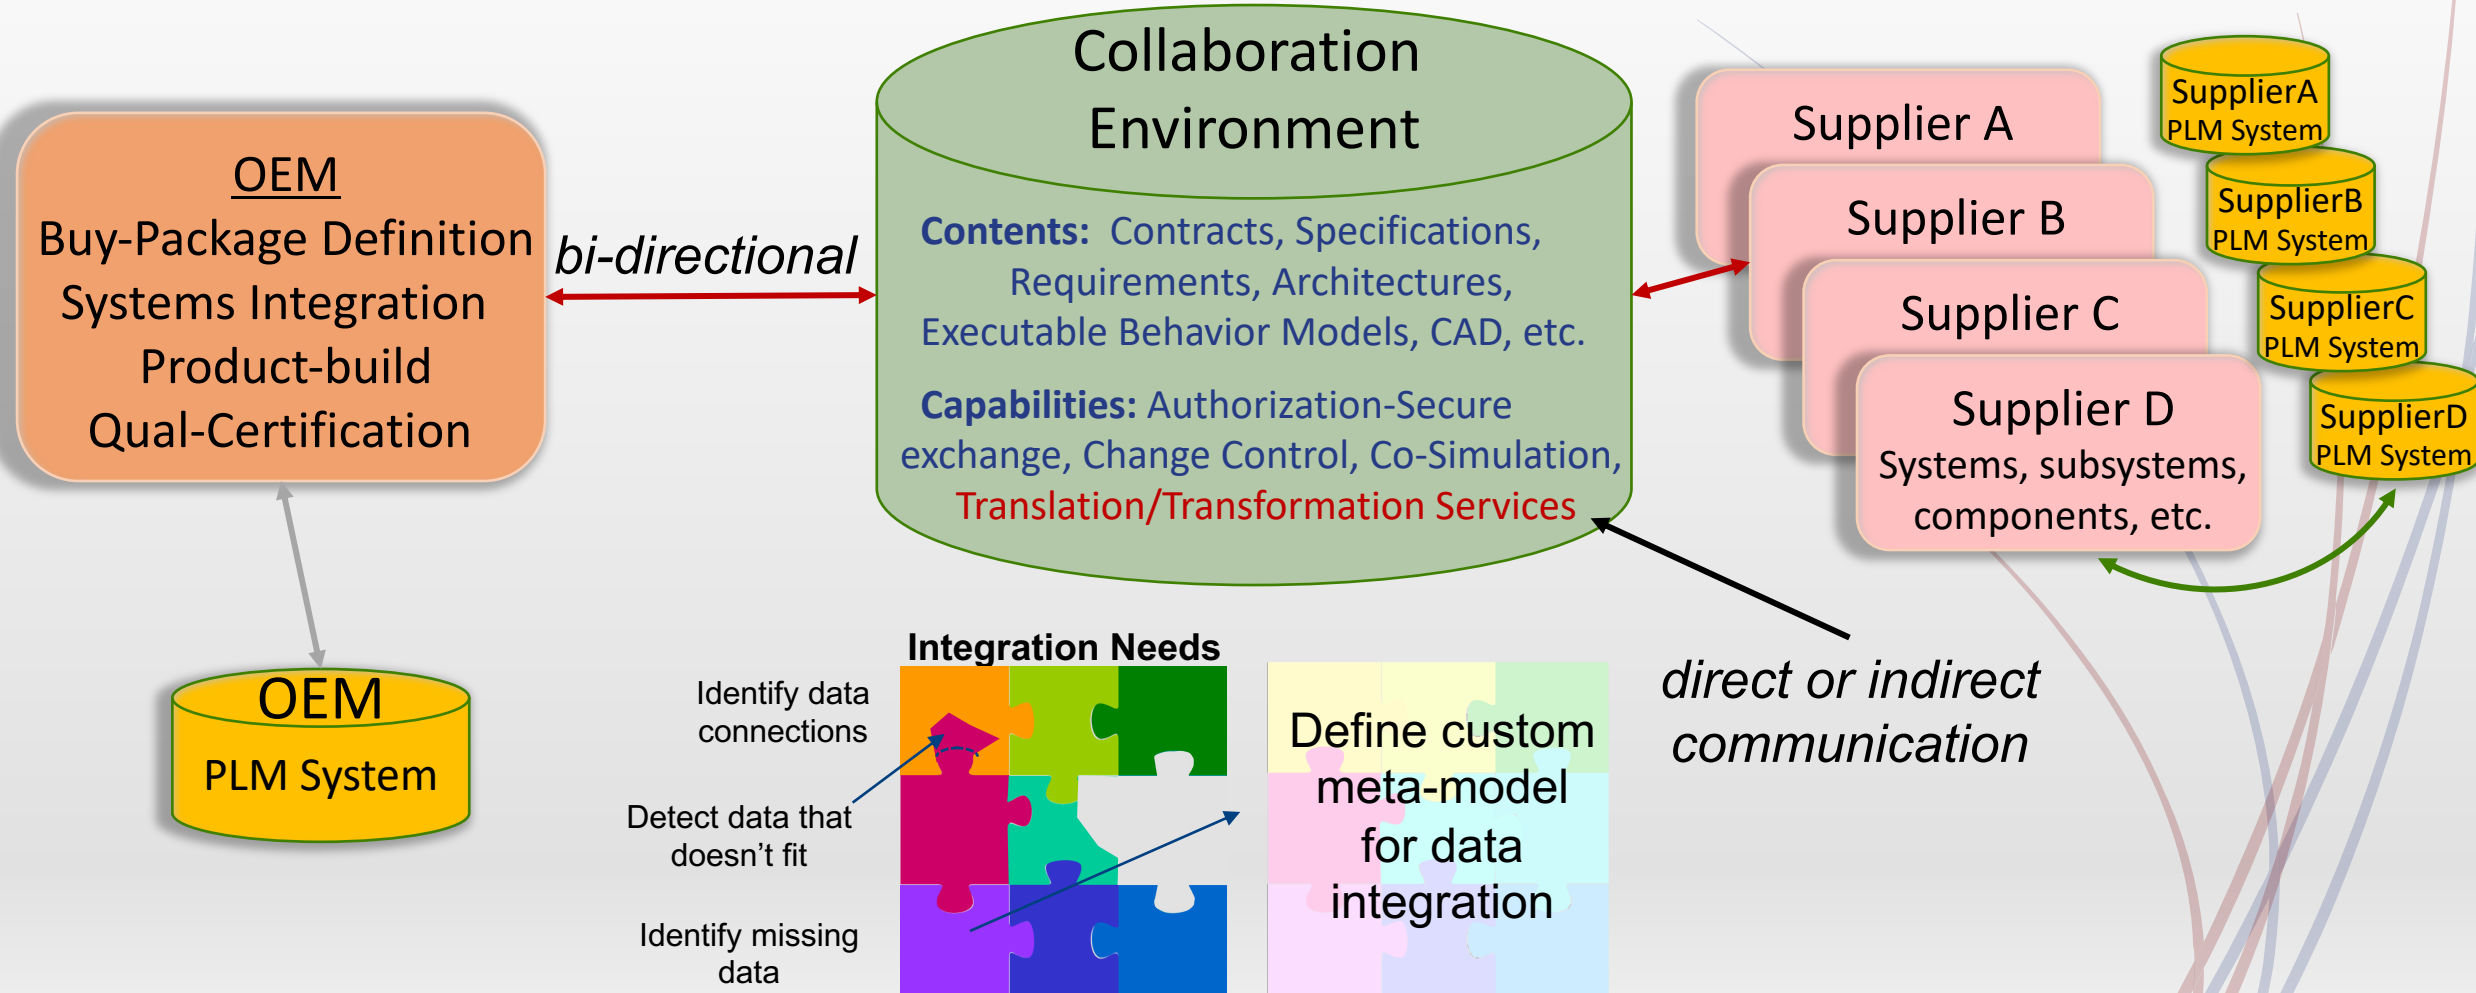 OEM
Buy-Package Definition
Systems Integration
Product-build
Qual-Certification
bi-directional
OEM
PLM System
Collaboration
Environment
Contents: Contracts, Specifications,
Requirements, Architectures,
Executable Behavior Models, CAD, etc.
Capabilities: Authorization-Secure
exchange, Change Control, Co-Simulation,
Translation/Transformation Services
Supplier A
Supplier B
Supplier C
Supplier D
Systems, subsystems,
components, etc.
SupplierA
PLM System
SupplierB
PLM System
SupplierC
PLM System
SupplierD
PLM System
direct or indirect
communication
Integration Needs
Identify data
connections
Detect data that
doesn’t fit
Identify missing
data
Define custom
meta-model
for data
integration